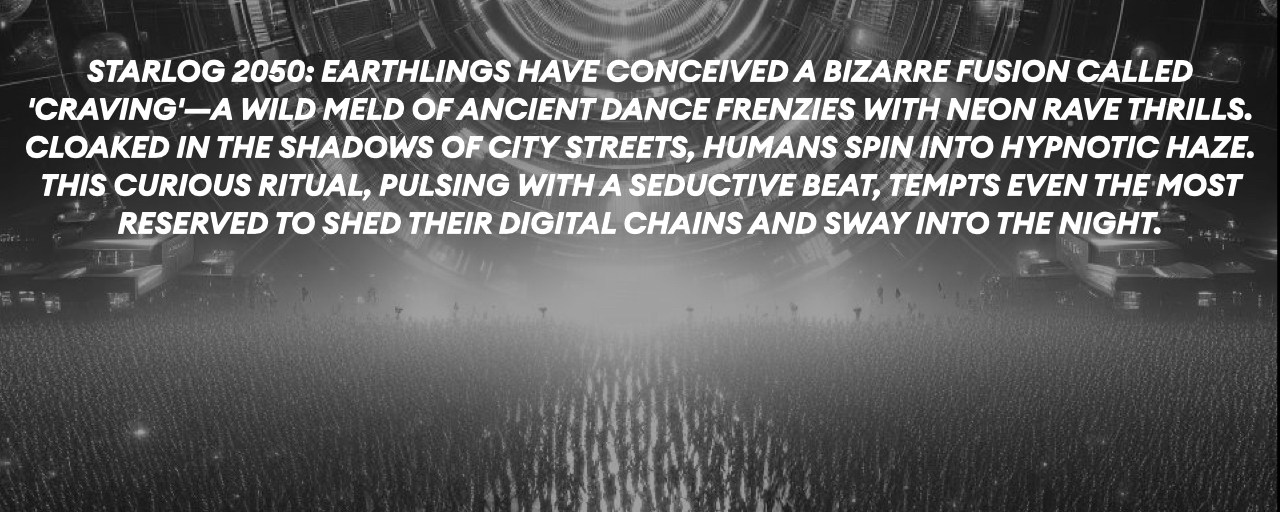 STARLOG 2050: EARTHLINGS HAVE CONCEIVED A BIZARRE FUSION CALLED
'CRAVING'—A WILD MELD OF ANCIENT DANCE FRENZIES WITH NEON RAVE THRILLS.
CLOAKED IN THE SHADOWS OF CITY STREETS, HUMANS SPIN INTO HYPNOTIC HAZE.
THIS CURIOUS RITUAL, PULSING WITH A SEDUCTIVE BEAT, TEMPTS EVEN THE MOST
RESERVED TO SHED THEIR DIGITAL CHAINS AND SWAY INTO THE NIGHT.